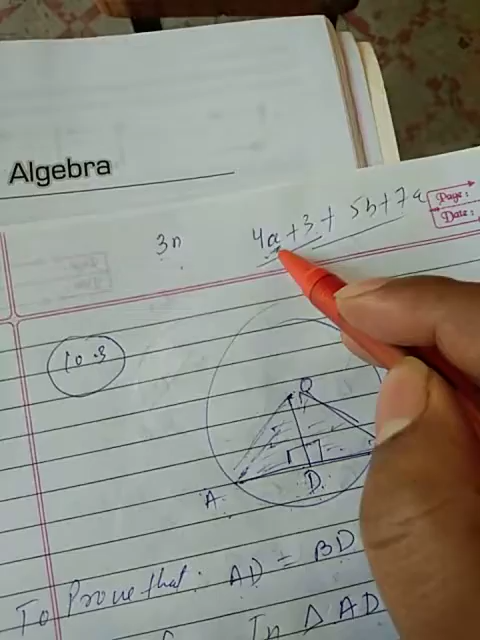 Algebra
Page:
Date:
3n 4a+3+ 5b+7a
10.3
A
D
To Prove that: AD = BD
In Δ AD